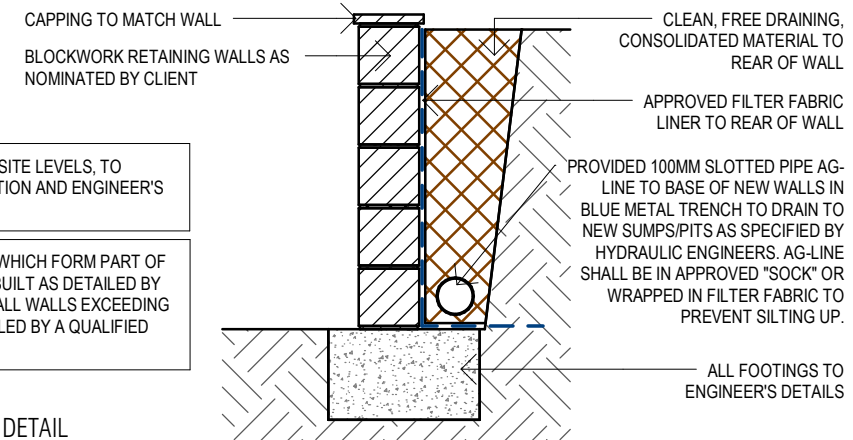 CAPPING TO MATCH WALL
BLOCKWORK RETAINING WALLS AS
NOMINATED BY CLIENT
SITE LEVELS, TO
TION AND ENGINEER'S
WHICH FORM PART OF
BUILT AS DETAILED BY
ALL WALLS EXCEEDING
LED BY A QUALIFIED
DETAIL
CLEAN, FREE DRAINING,
CONSOLIDATED MATERIAL TO
REAR OF WALL
APPROVED FILTER FABRIC
LINER TO REAR OF WALL
PROVIDED 100MM SLOTTED PIPE AG-
LINE TO BASE OF NEW WALLS IN
BLUE METAL TRENCH TO DRAIN TO
NEW SUMPS/PITS AS SPECIFIED BY
HYDRAULIC ENGINEERS. AG-LINE
SHALL BE IN APPROVED "SOCK" OR
WRAPPED IN FILTER FABRIC TO
PREVENT SILTING UP.
ALL FOOTINGS TO
ENGINEER'S DETAILS